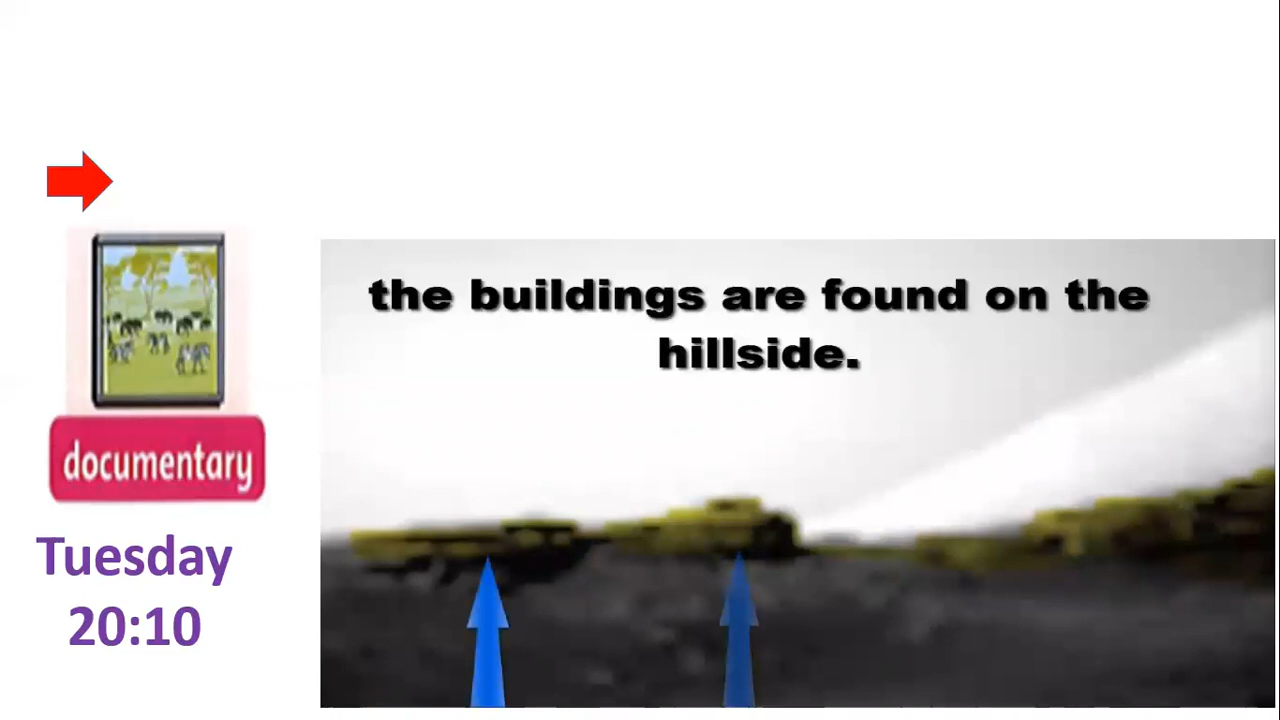 the buildings are found on the
hillside.
documentary
Tuesday
20:10